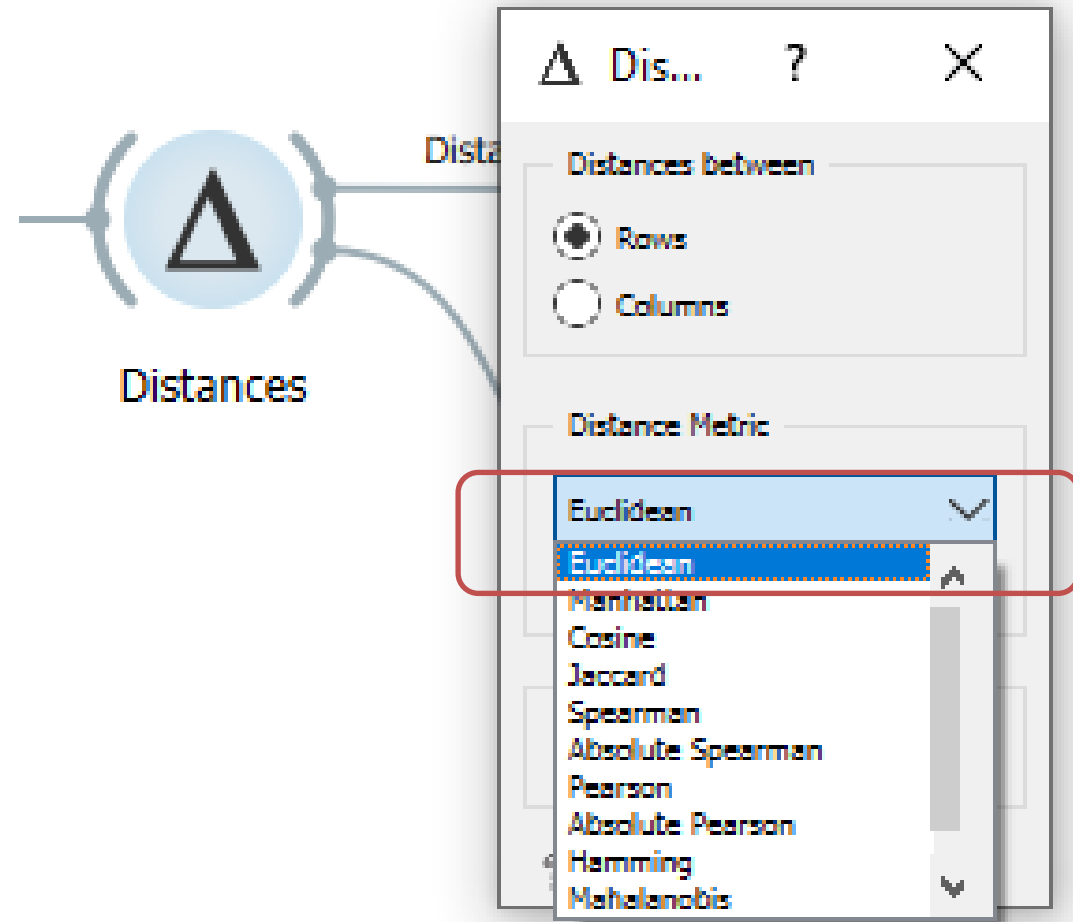 Δ Dis... ? ×
Dista
Distances between
Rows
Columns
Δ
Distances
Distance Metric
Euclidean
Euclidean
Manhattan
Cosine
Jaccard
Spearman
Absolute Spearman
Pearson
Absolute Pearson
Hamming
Mahalanobis